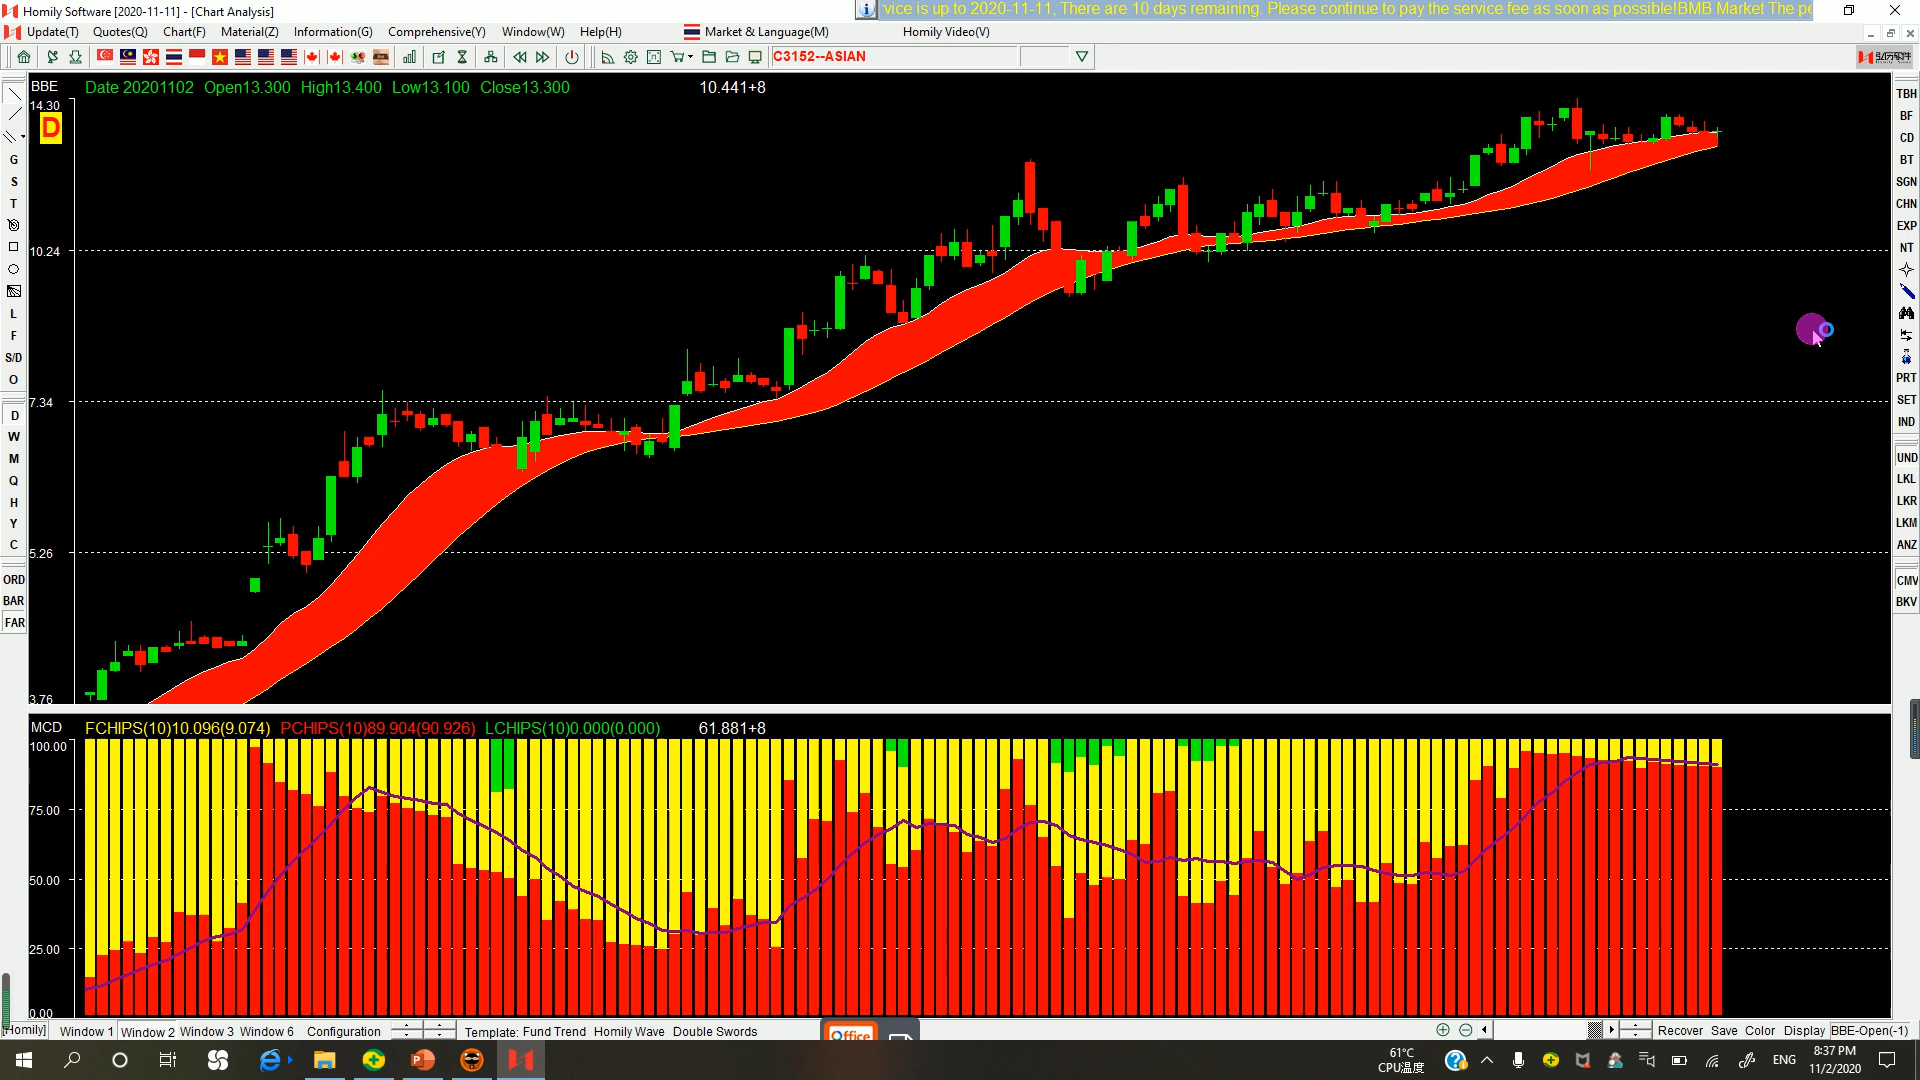 Homily Software [2020-11-11] - [Chart Analysis]
vice is up to 2020-11-11, There are 10 days remaining. Please continue to pay the service fee as soon as possible!BMB Market The pe
Update(T) Quotes(Q) Chart(F) Material(Z) Information(G) Comprehensive(Y) Window(W) Help(H) Market & Language(M) Homily Video(V)
C3152--ASIAN
BBE Date 20201102 Open13.300 High13.400 Low13.100 Close13.300 10.441+8
14.30
D
10.24
7.34
5.26
3.76
MCD FCHIPS(10)10.096(9.074) PCHIPS(10)89.904(90.926) LCHIPS(10)0.000(0.000) 61.881+8
100.00
75.00
50.00
25.00
0.00
G
S
T
L
F
S/D
O
D
W
M
Q
H
Y
C
ORD
BAR
FAR
TBH
BF
CD
BT
SGN
CHN
EXP
NT
PRT
SET
IND
UND
LKL
LKR
LKM
ANZ
CMV
BKV
[Homily] Window 1 Window 2 Window 3 Window 6 Configuration Template: Fund Trend Homily Wave Double Swords Office Recover Save Color Display BBE-Open(-1)
61°C
CPU温度
ENG
8:37 PM
11/2/2020